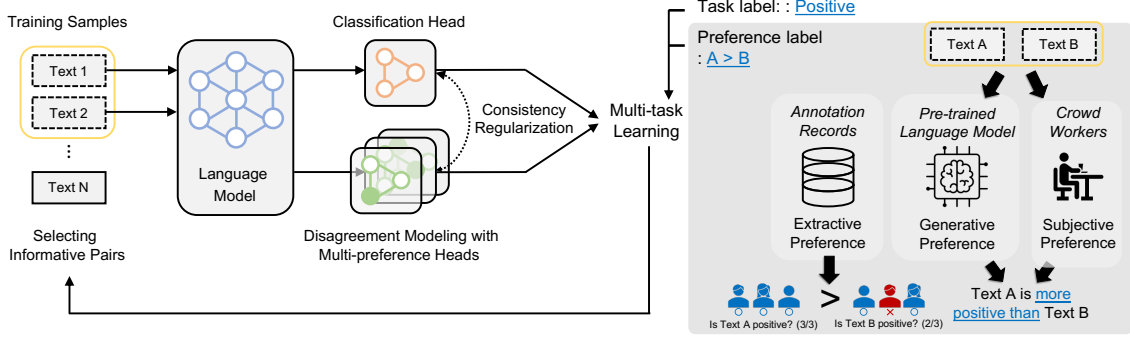 Training Samples
Text 1
Text 2
⋮
Text N
Selecting
Informative Pairs
Language
Model
Classification Head
Consistency
Regularization
Disagreement Modeling with
Multi-preference Heads
Multi-task
Learning
Task label: : Positive
Preference label
: A > B
Text A
Text B
Annotation
Records
Extractive
Preference
Pre-trained
Language Model
Generative
Preference
Crowd
Workers
Subjective
Preference
>
Is Text A positive? (3/3)
Is Text B positive? (2/3)
Text A is more
positive than Text B